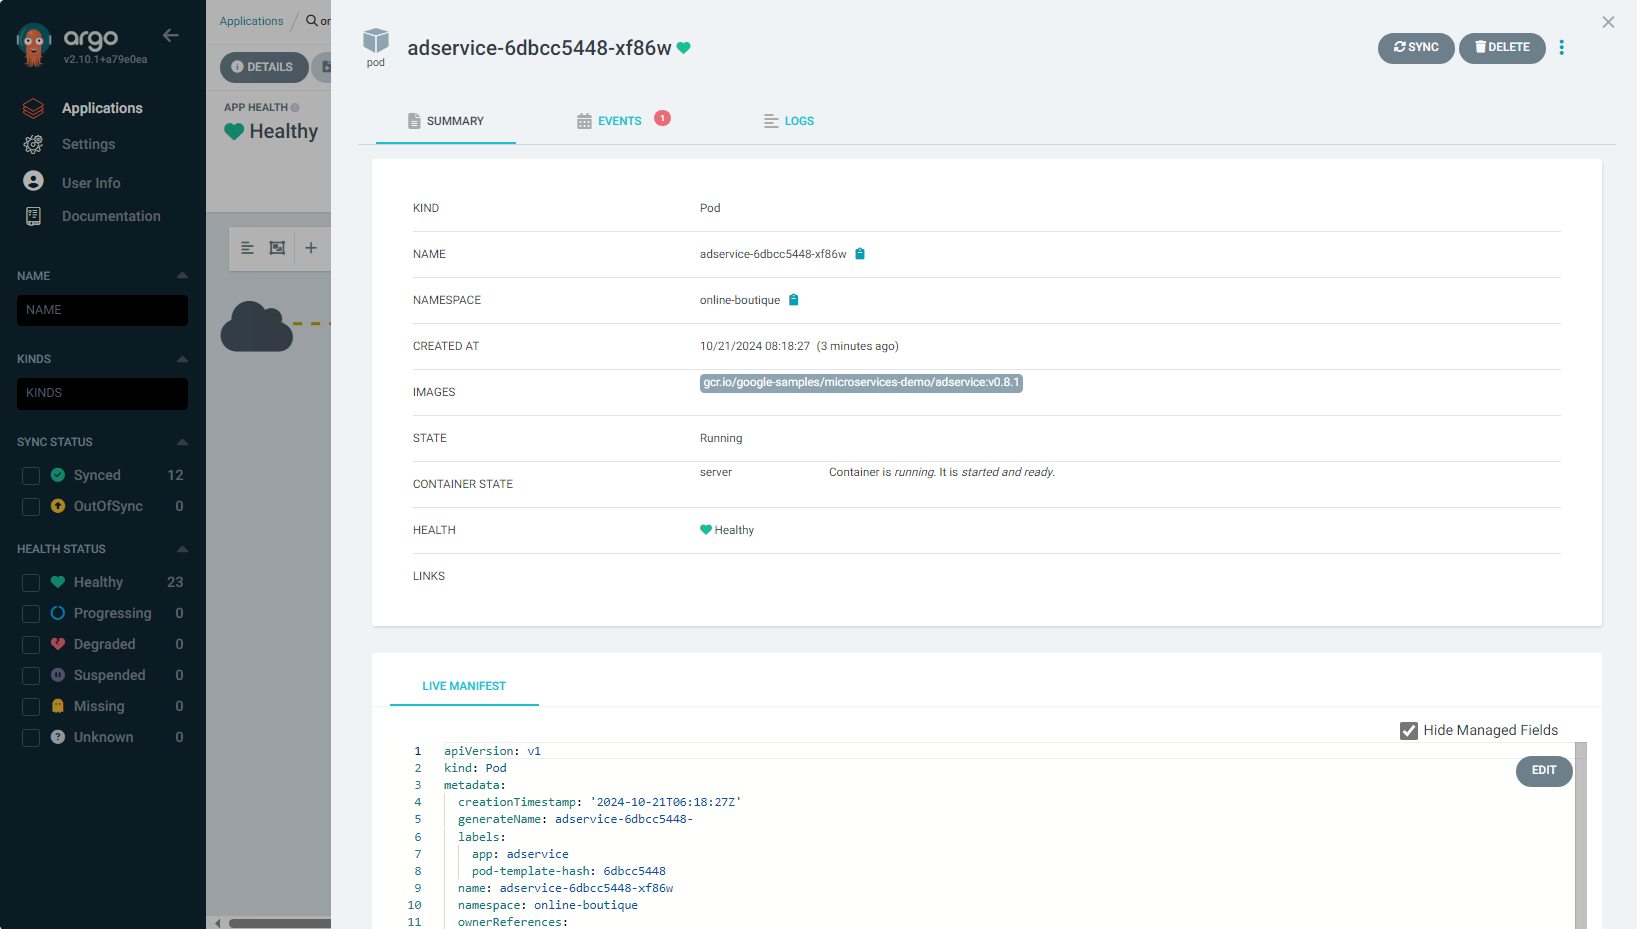 argo
v2.10.1+a79e0ea
Applications
Settings
User Info
Documentation
NAME
NAME
KINDS
KINDS
SYNC STATUS
Synced 12
OutOfSync 0
HEALTH STATUS
Healthy 23
Progressing 0
Degraded 0
Suspended 0
Missing 0
Unknown 0
Applications / on
DETAILS
APP HEALTH
Healthy
pod
adservice-6dbcc5448-xf86w
SYNC
DELETE
SUMMARY
EVENTS 1
LOGS
KIND Pod
NAME adservice-6dbcc5448-xf86w
NAMESPACE online-boutique
CREATED AT 10/21/2024 08:18:27 (3 minutes ago)
IMAGES gcr.io/google-samples/microservices-demo/adservice:v0.8.1
STATE Running
CONTAINER STATE server Container is running. It is started and ready.
HEALTH Healthy
LINKS
LIVE MANIFEST
Hide Managed Fields
EDIT
1 apiVersion: v1
2 kind: Pod
3 metadata:
4 creationTimestamp: '2024-10-21T06:18:27Z'
5 generateName: adservice-6dbcc5448-
6 labels:
7 app: adservice
8 pod-template-hash: 6dbcc5448
9 name: adservice-6dbcc5448-xf86w
10 namespace: online-boutique
11 ownerReferences: